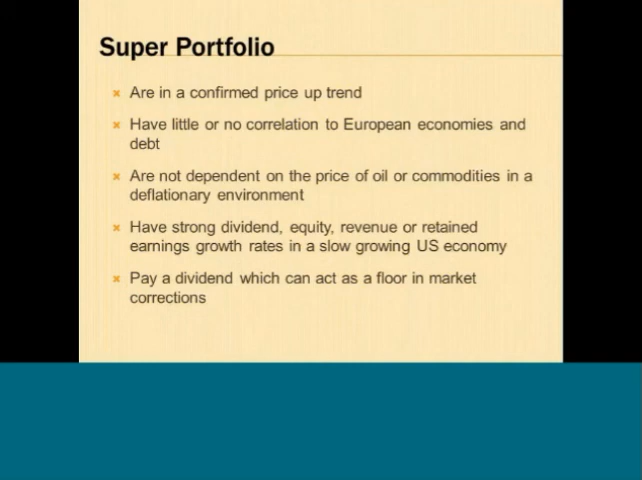 Super Portfolio
Are in a confirmed price up trend
Have little or no correlation to European economies and
debt
Are not dependent on the price of oil or commodities in a
deflationary environment
Have strong dividend, equity, revenue or retained
earnings growth rates in a slow growing US economy
Pay a dividend which can act as a floor in market
corrections